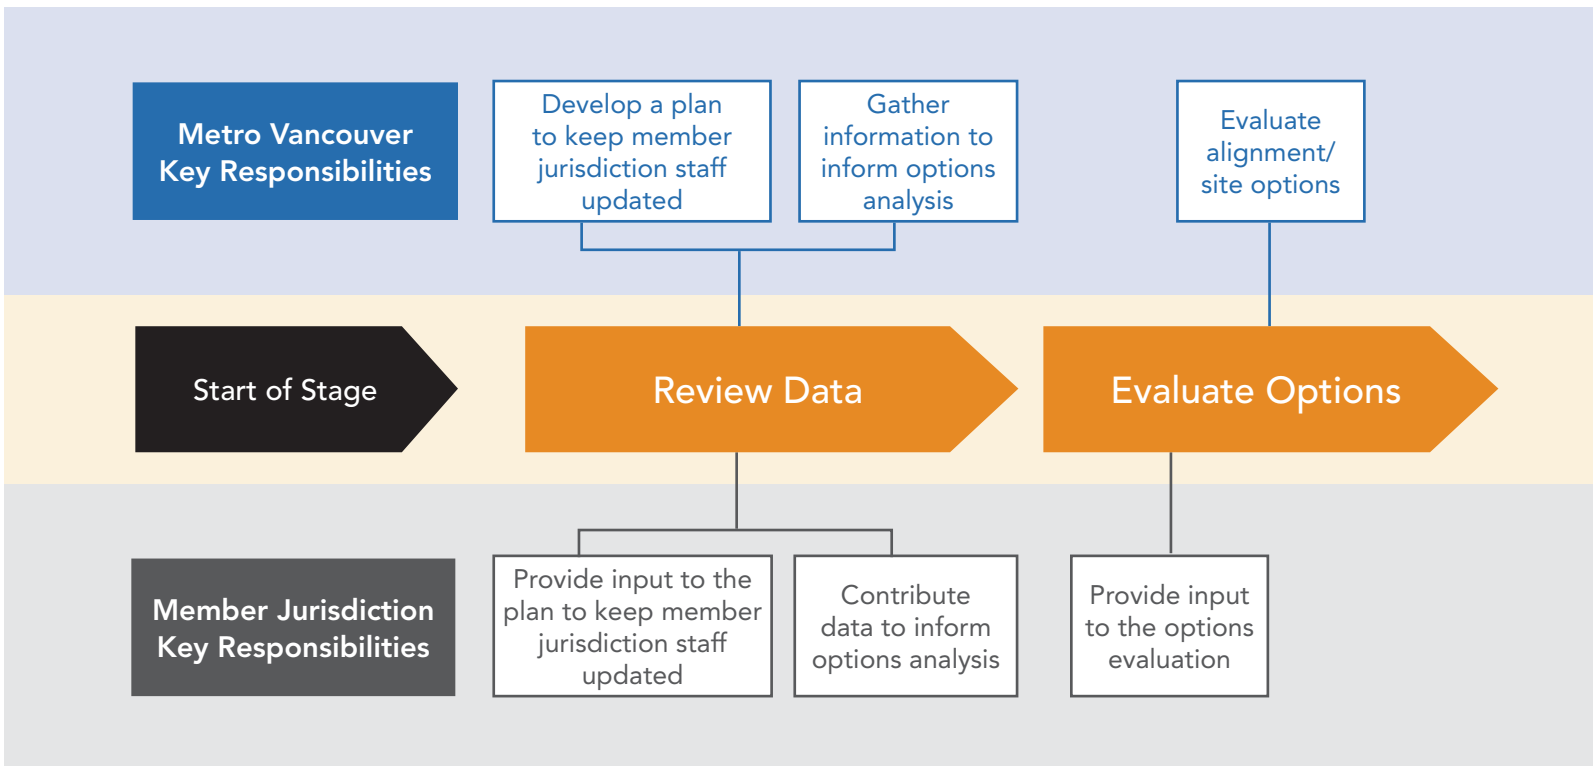 Metro Vancouver
Key Responsibilities
Develop a plan
to keep member
jurisdiction staff
updated
Gather
information to
inform options
analysis
Evaluate
alignment/
site options
Start of Stage
Review Data
Evaluate Options
Member Jurisdiction
Key Responsibilities
Provide input to the
plan to keep member
jurisdiction staff
updated
Contribute
data to inform
options analysis
Provide input
to the options
evaluation